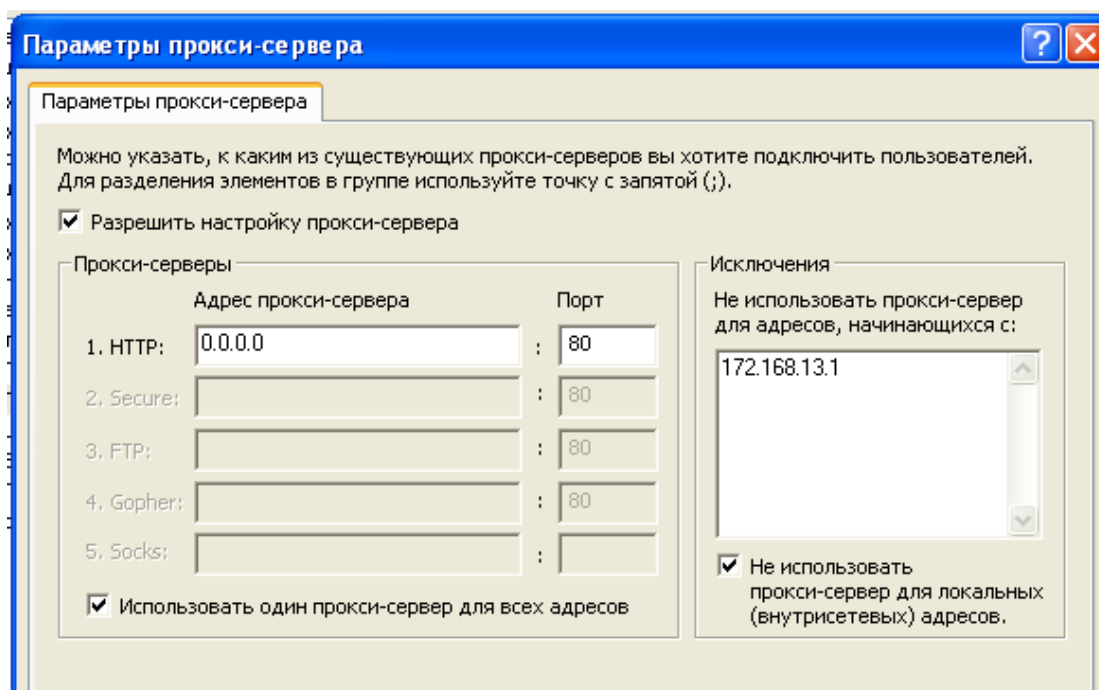 Параметры прокси-сервера
Параметры прокси-сервера
Можно указать, к каким из существующих прокси-серверов вы хотите подключить пользователей.
Для разделения элементов в группе используйте точку с запятой (;).
Разрешить настройку прокси-сервера
Прокси-серверы
Адрес прокси-сервера Порт
1. HTTP: 0.0.0.0 : 80
2. Secure: : 80
3. FTP: : 80
4. Gopher: : 80
5. Socks: :
Использовать один прокси-сервер для всех адресов
Исключения
Не использовать прокси-сервер
для адресов, начинающихся с:
172.168.13.1
Не использовать
прокси-сервер для локальных
(внутрисетевых) адресов.